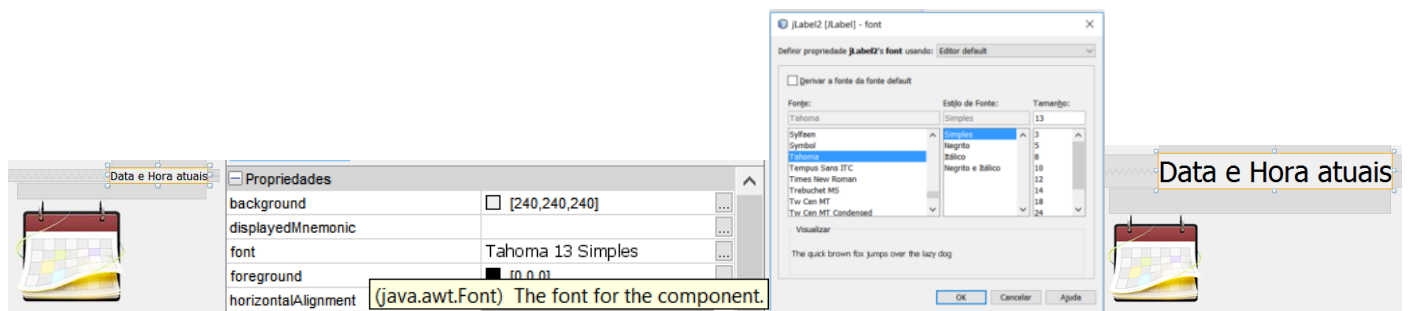 Data e Hora atuais
Propriedades
background [240,240,240] ...
displayedMnemonic ...
font Tahoma 13 Simples ...
foreground [0,0,0] ...
horizontalAlignment
(java.awt.Font) The font for the component.
jLabel2 [JLabel] - font
Definir propriedade jLabel2's font usando: Editor default
Derivar a fonte da fonte default
Fonte: Estilo de Fonte: Tamanho:
Tahoma Simples 13
Sylfaen Simples 3
Symbol Negrito 5
Tahoma Itálico 8
Tempus Sans ITC Negrito e Itálico 10
Times New Roman 12
Trebuchet MS 14
Tw Cen MT 18
Tw Cen MT Condensed 24
Visualizar
The quick brown fox jumps over the lazy dog
OK Cancelar Ajuda
Data e Hora atuais